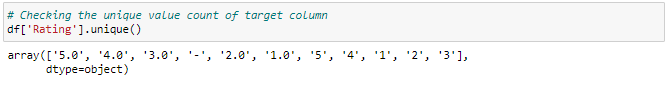 # Checking the unique value count of target column
df['Rating'].unique()
array(['5.0', '4.0', '3.0', '-', '2.0', '1.0', '5', '4', '1', '2', '3'],
      dtype=object)